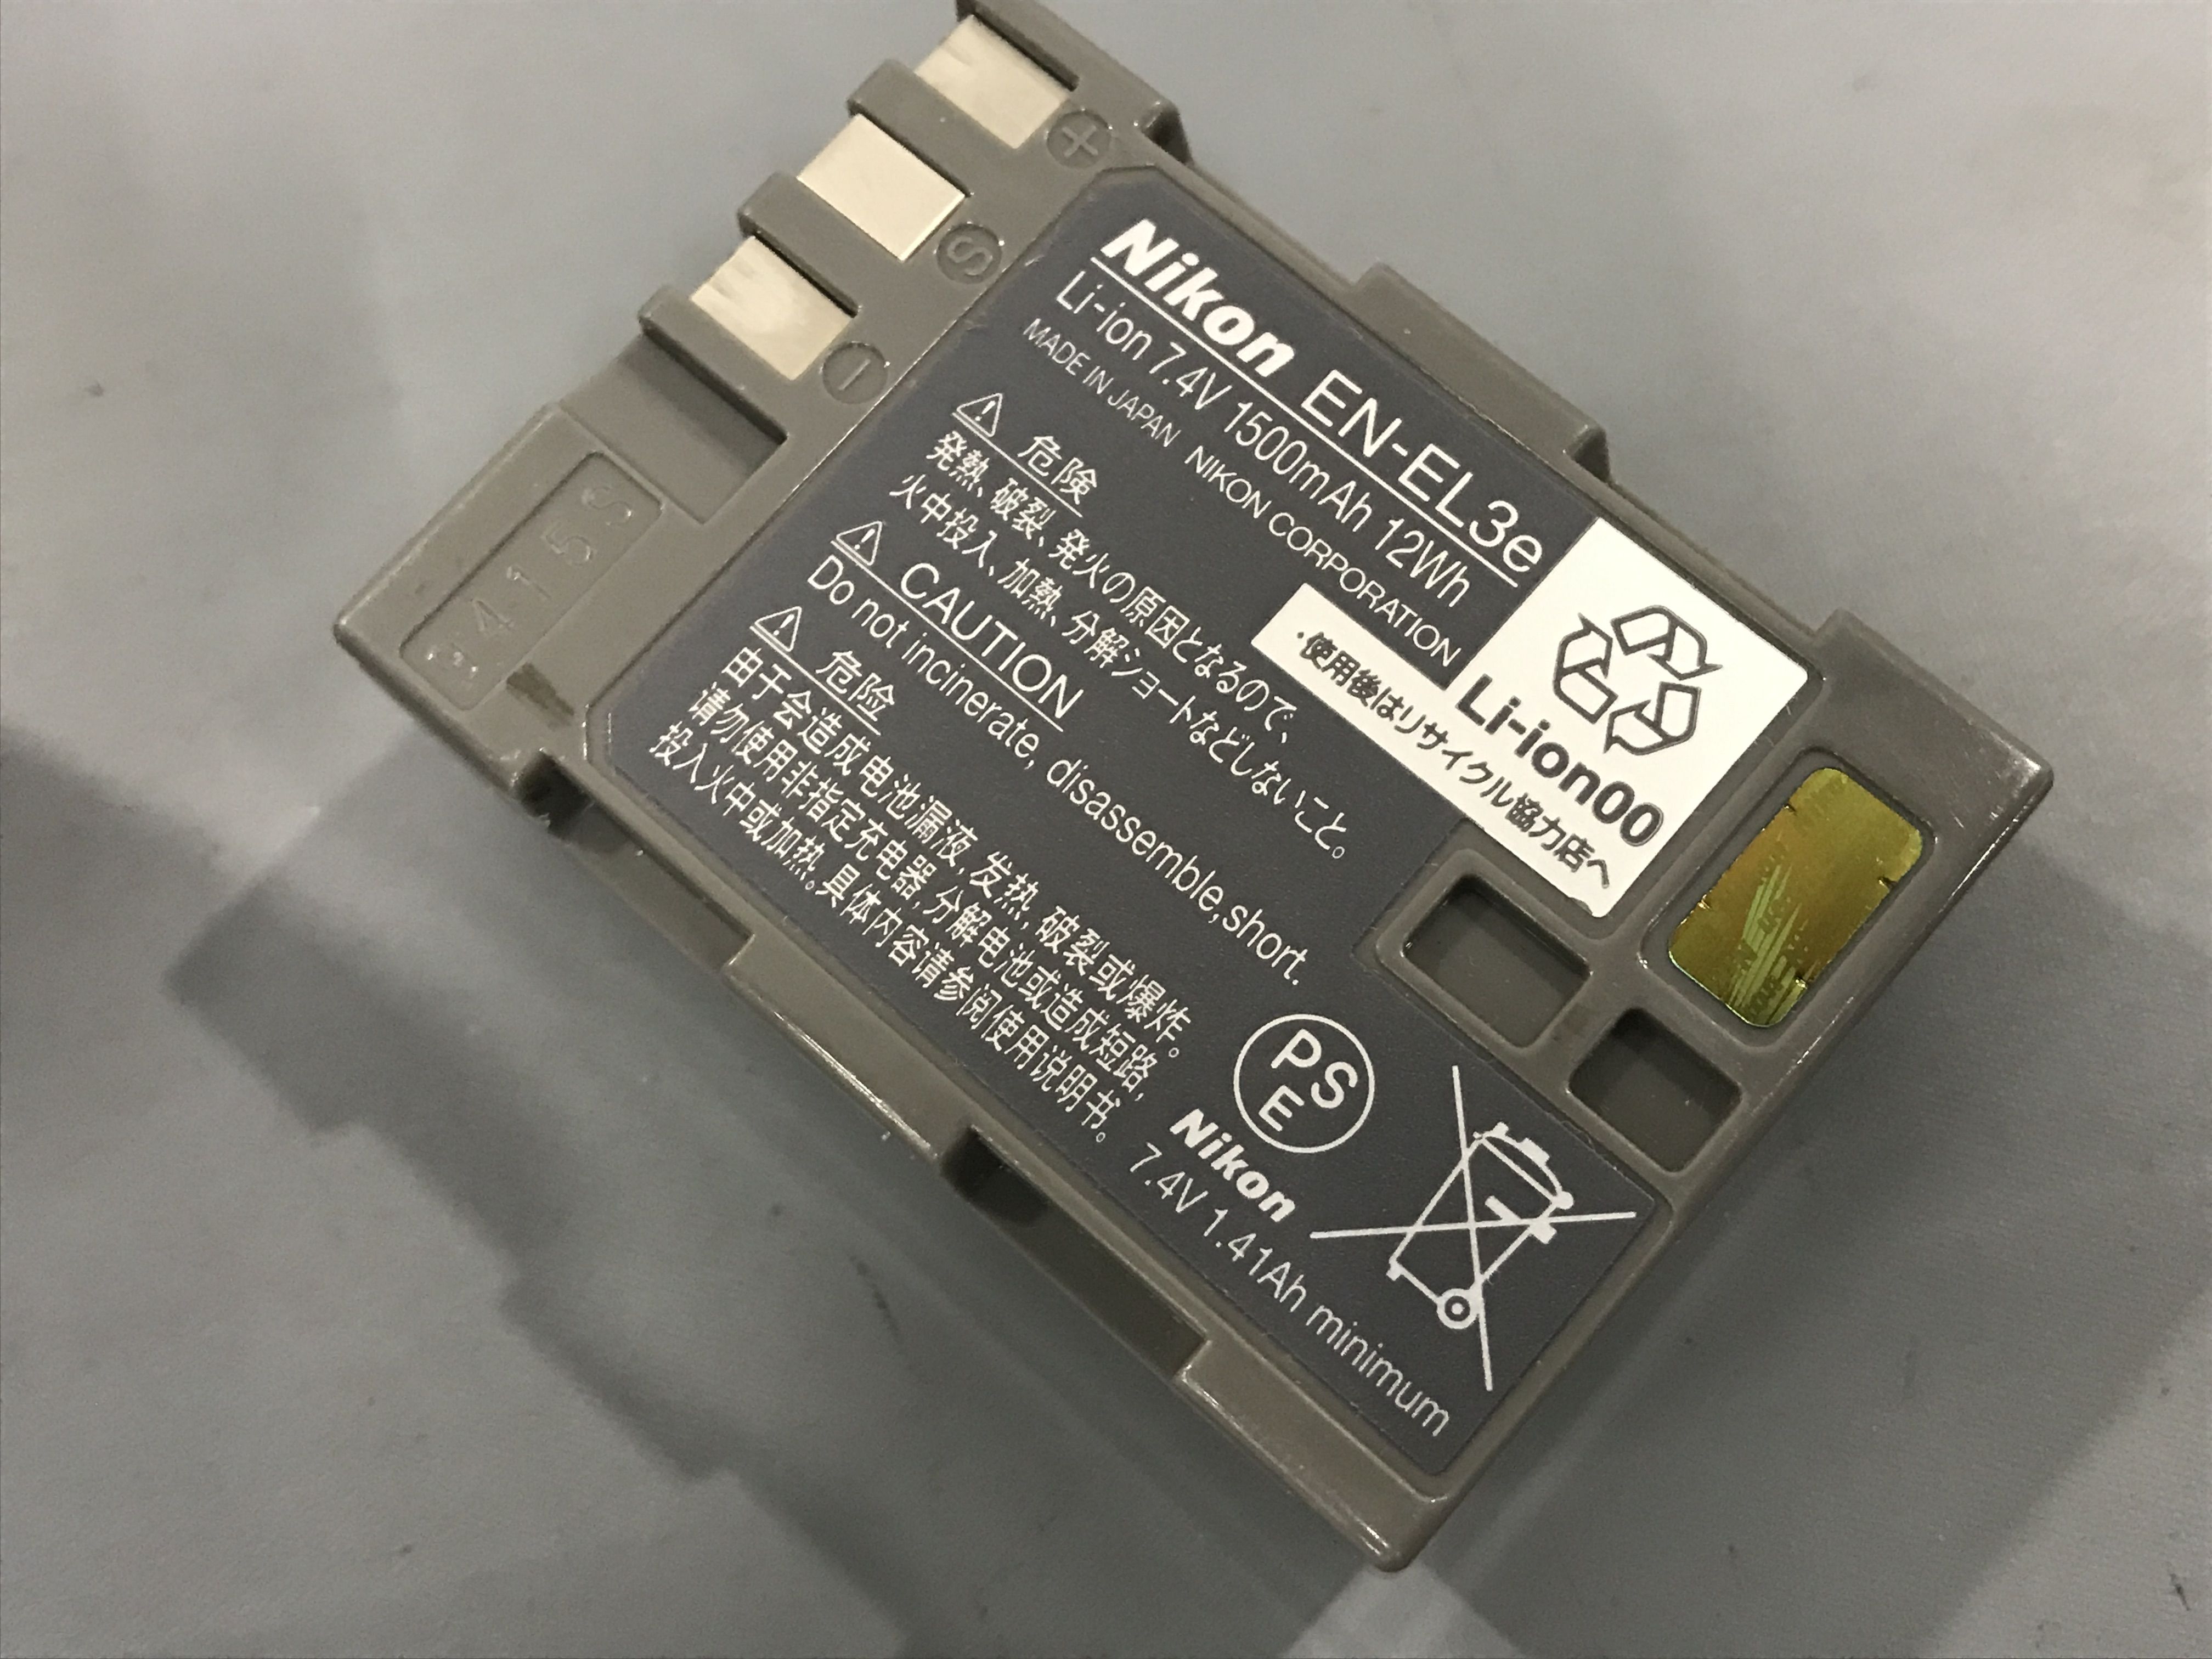 +
S
−
Nikon EN-EL3e
Li-ion 7.4V 1500mAh 12Wh
MADE IN JAPAN NIKON CORPORATION
⚠ 危険
発熱、破裂、発火の原因となるので、
火中投入、加熱、分解ショートなどしないこと。
⚠ CAUTION
Do not incinerate, disassemble,short.
⚠ 危险
由于会造成电池漏液,发热,破裂或爆炸。
请勿使用非指定充电器,分解电池或造成短路,
投入火中或加热。具体内容请参阅使用说明书。
Li-ion00
・使用後はリサイクル協力店へ
PS
E
Nikon
7.4V 1.41Ah minimum